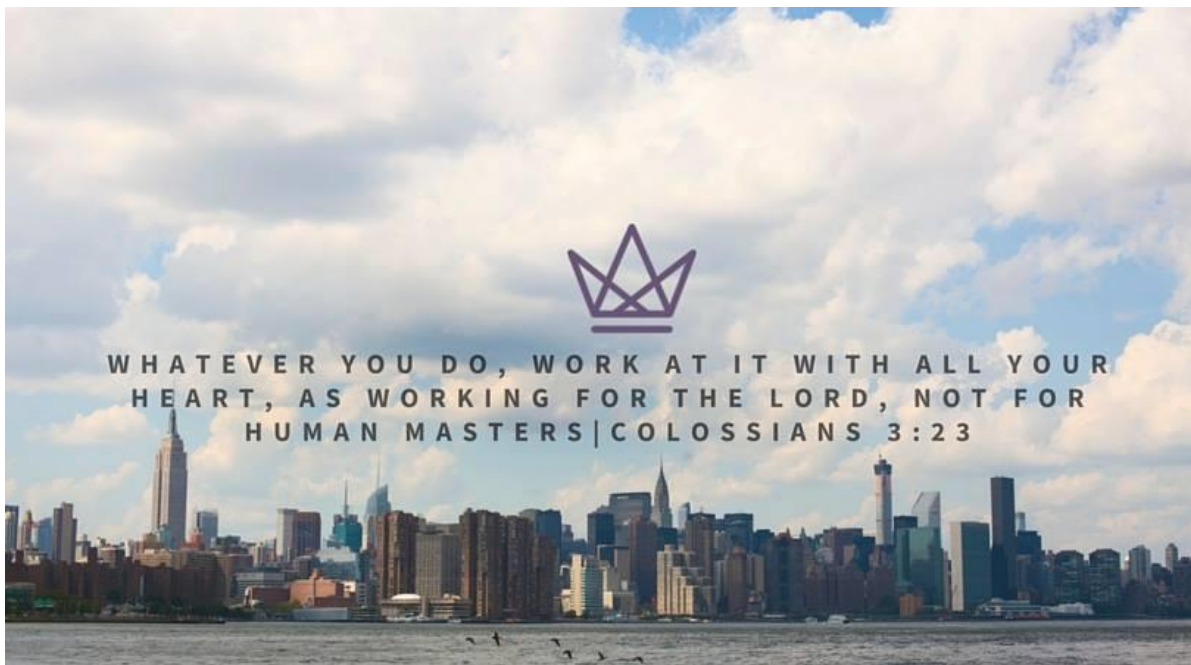 WHATEVER YOU DO, WORK AT IT WITH ALL YOUR
HEART, AS WORKING FOR THE LORD, NOT FOR
HUMAN MASTERS|COLOSSIANS 3:23